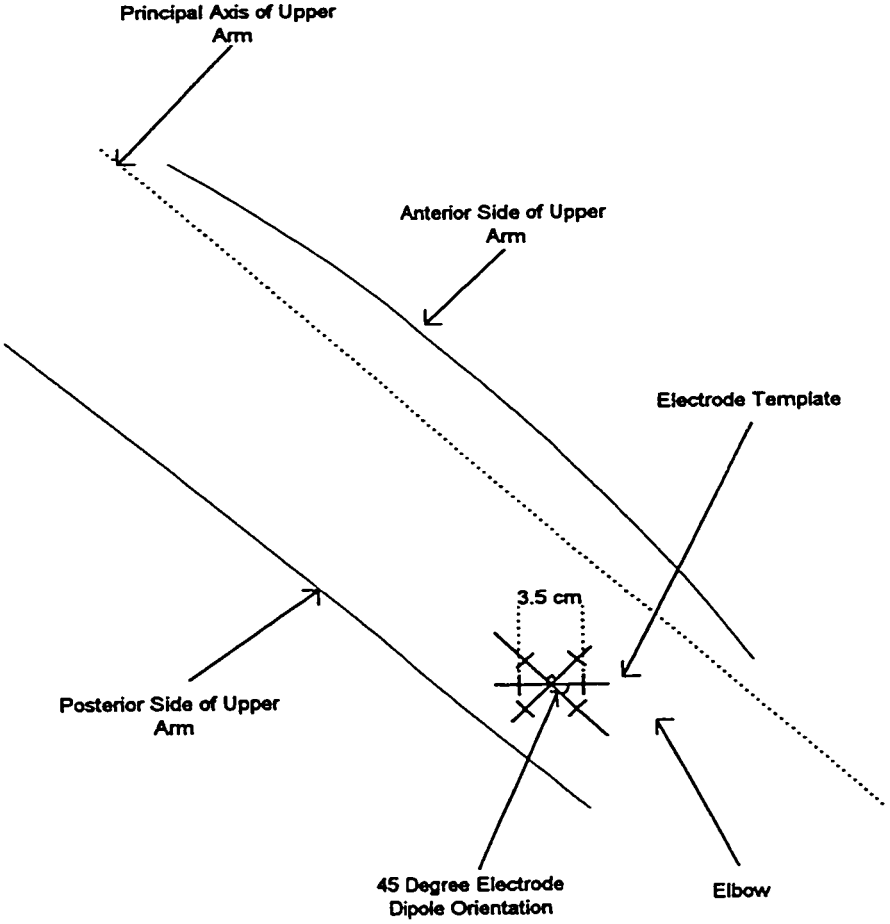 Principal Axis of Upper
Arm
Anterior Side of Upper
Arm
Electrode Template
3.5 cm
Posterior Side of Upper
Arm
45 Degree Electrode
Dipole Orientation
Elbow